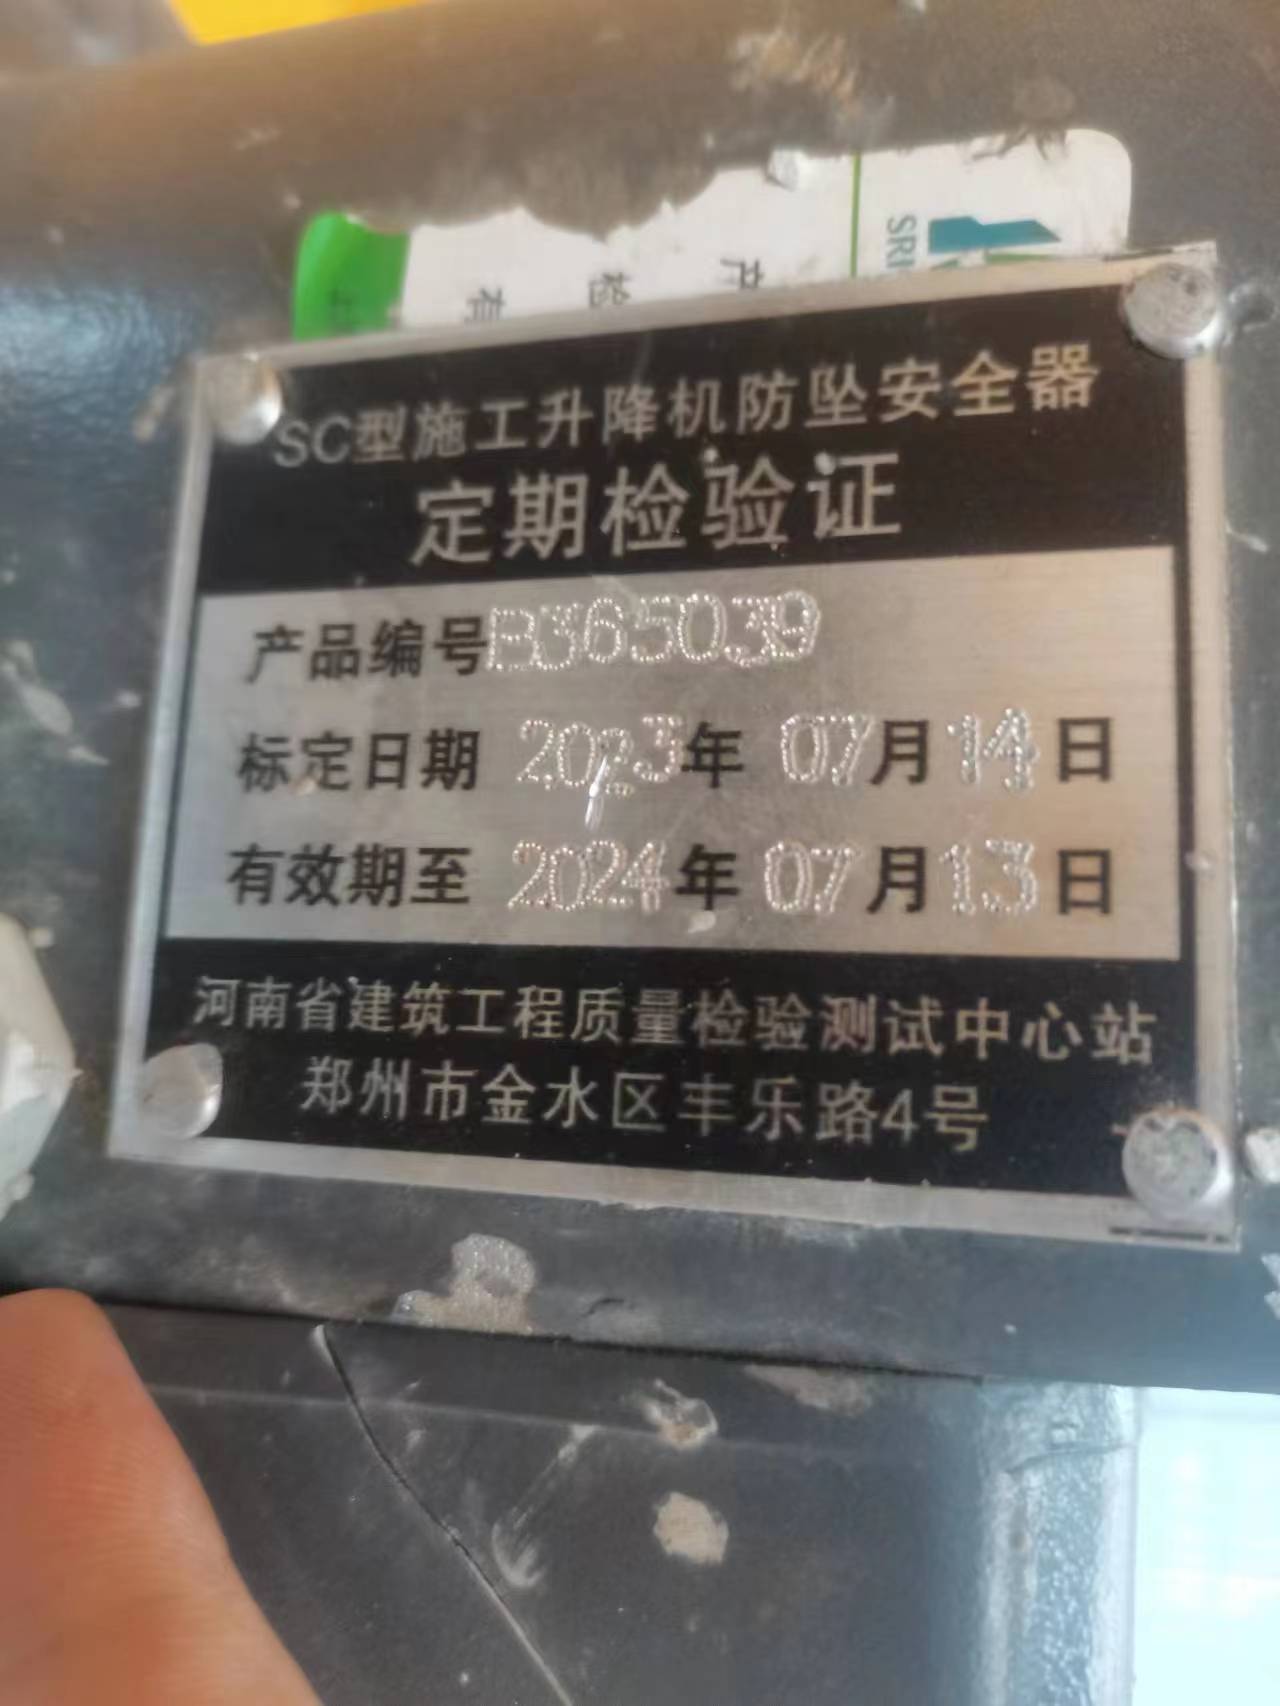 SRI
SC型施工升降机防坠安全器
定期检验证
产品编号B365039
标定日期 2023年 07月14日
有效期至 2024年 07月13日
河南省建筑工程质量检验测试中心站
郑州市金水区丰乐路4号